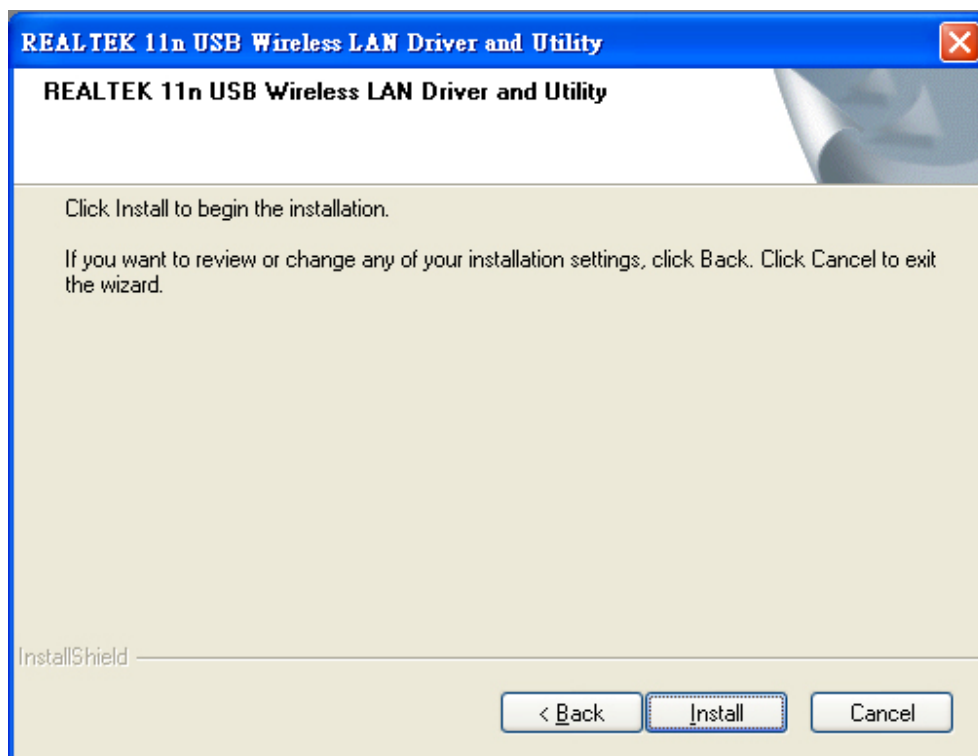 REALTEK 11n USB Wireless LAN Driver and Utility
REALTEK 11n USB Wireless LAN Driver and Utility
Click Install to begin the installation.
If you want to review or change any of your installation settings, click Back. Click Cancel to exit
the wizard.
InstallShield
< Back
Install
Cancel